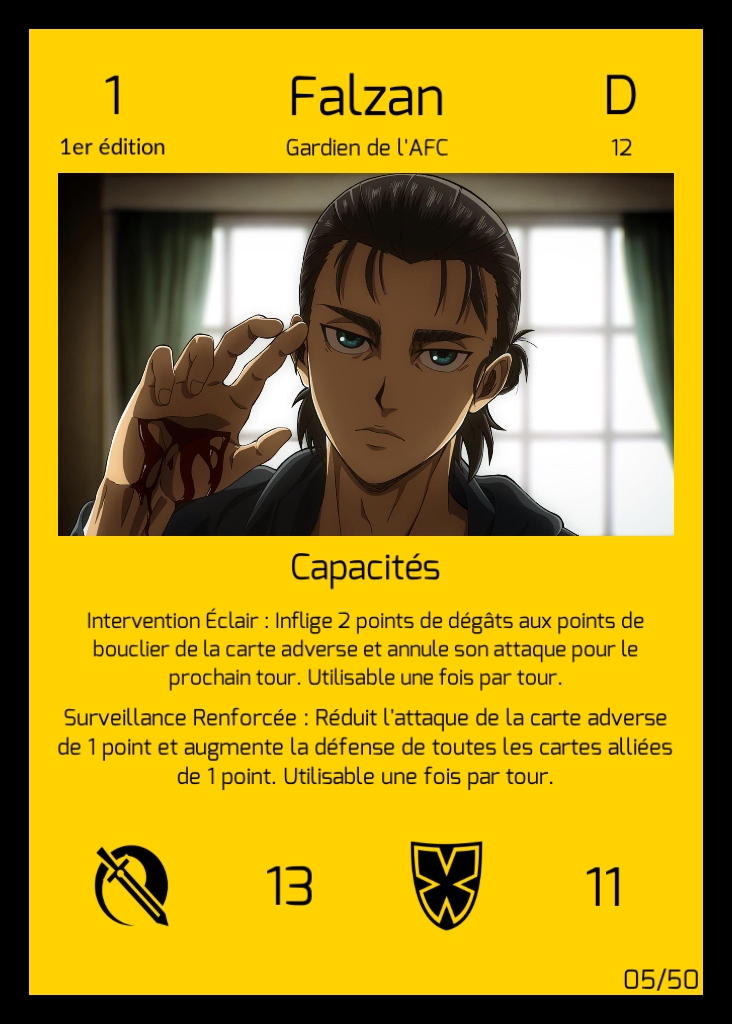 1
Falzan
D
1er édition
Gardien de l'AFC
12
Capacités
Intervention Éclair : Inflige 2 points de dégâts aux points de
bouclier de la carte adverse et annule son attaque pour le
prochain tour. Utilisable une fois par tour.
Surveillance Renforcée : Réduit l'attaque de la carte adverse
de 1 point et augmente la défense de toutes les cartes alliées
de 1 point. Utilisable une fois par tour.
13
11
05/50